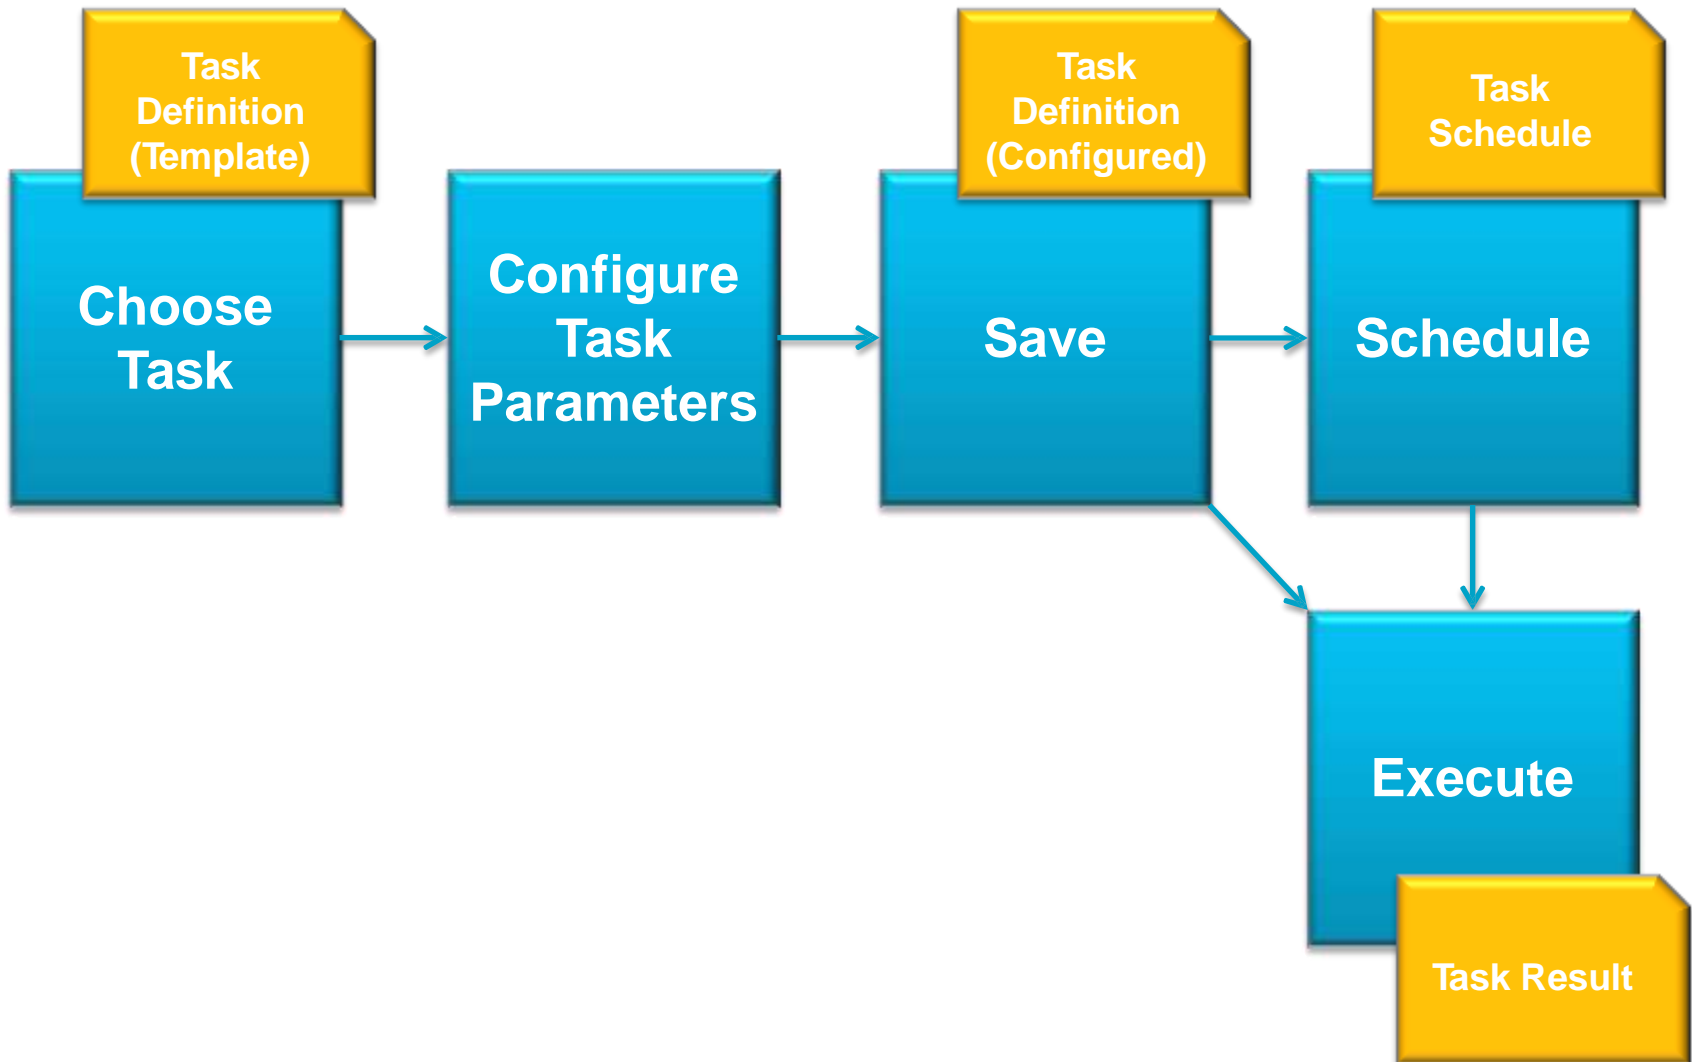 Task
Definition
(Template)
Task
Definition
(Configured)
Task
Schedule
Choose
Task
Configure
Task
Parameters
Save
Schedule
Execute
Task Result